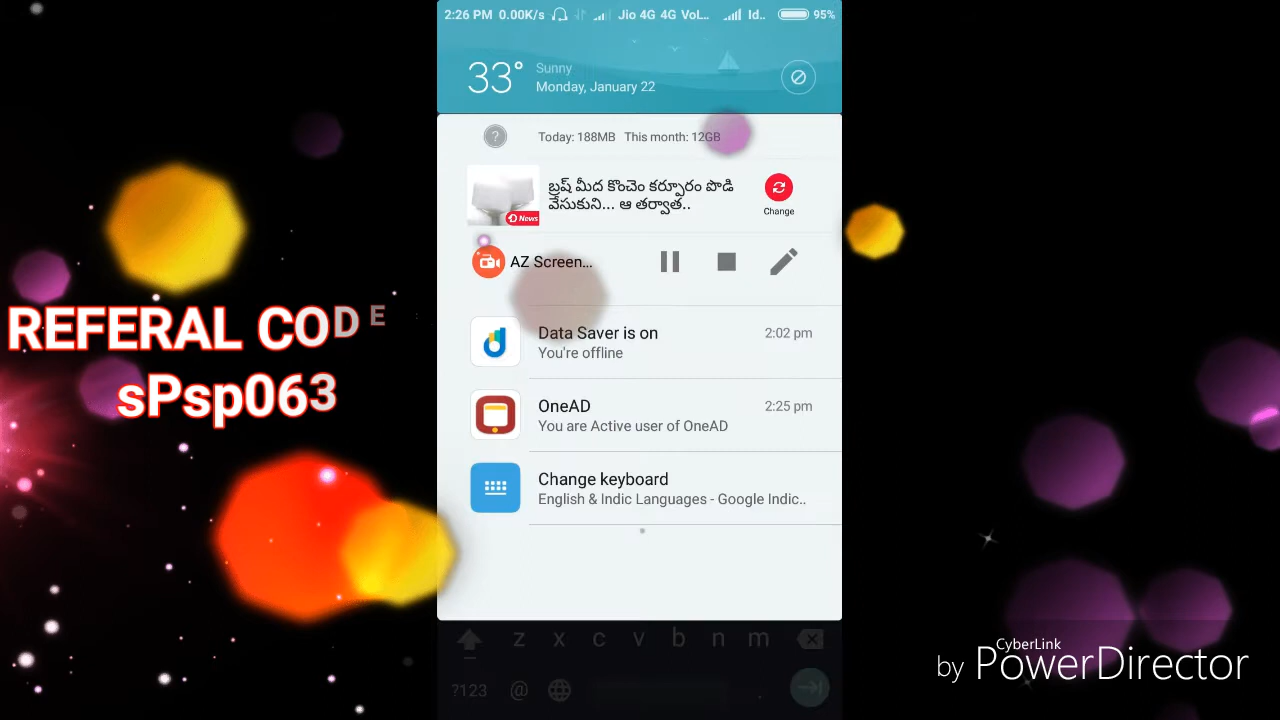 2:26 PM 0.00K/s Jio 4G 4G VoL.. Id.. 95%
33° Sunny
Monday, January 22
? Today: 188MB This month: 12GB
బ్రష్ మీద కొంచెం కర్పూరం పొడి
వేసుకుని... ఆ తర్వాత..
News
Change
AZ Screen...
REFERAL CODE
sPsp063
Data Saver is on 2:02 pm
You're offline
OneAD 2:25 pm
You are Active user of OneAD
Change keyboard
English & Indic Languages - Google Indic..
z x c v b n m
?123 @ .
CyberLink
by PowerDirector